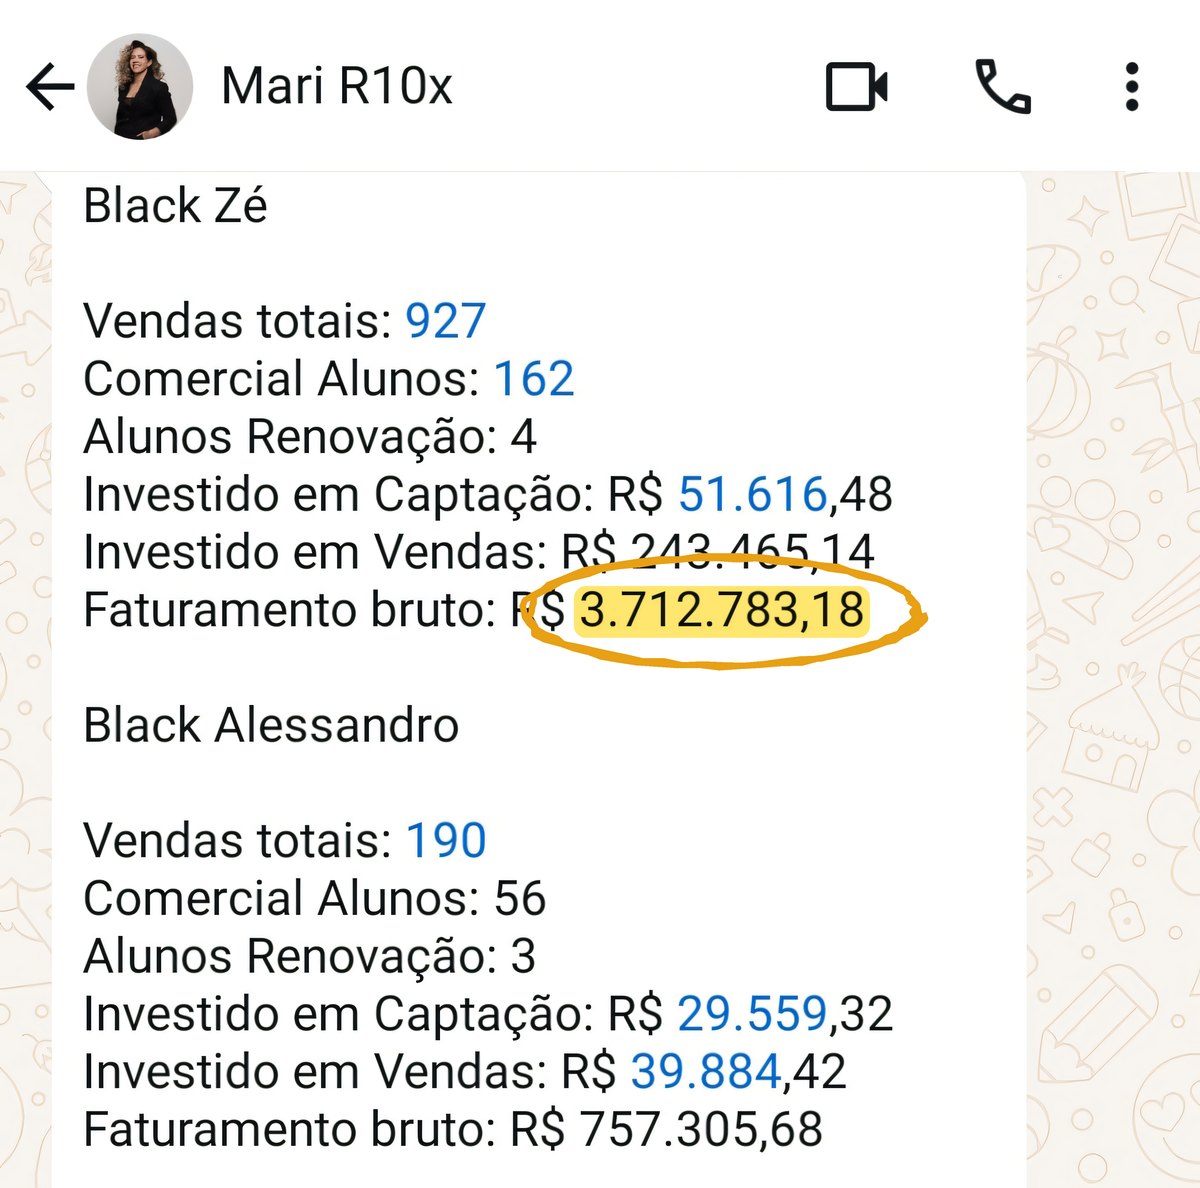 Mari R10x
Black Zé
Vendas totais: 927
Comercial Alunos: 162
Alunos Renovação: 4
Investido em Captação: R$ 51.616,48
Investido em Vendas: R$ 243.465,14
Faturamento bruto: R$ 3.712.783,18
Black Alessandro
Vendas totais: 190
Comercial Alunos: 56
Alunos Renovação: 3
Investido em Captação: R$ 29.559,32
Investido em Vendas: R$ 39.884,42
Faturamento bruto: R$ 757.305,68